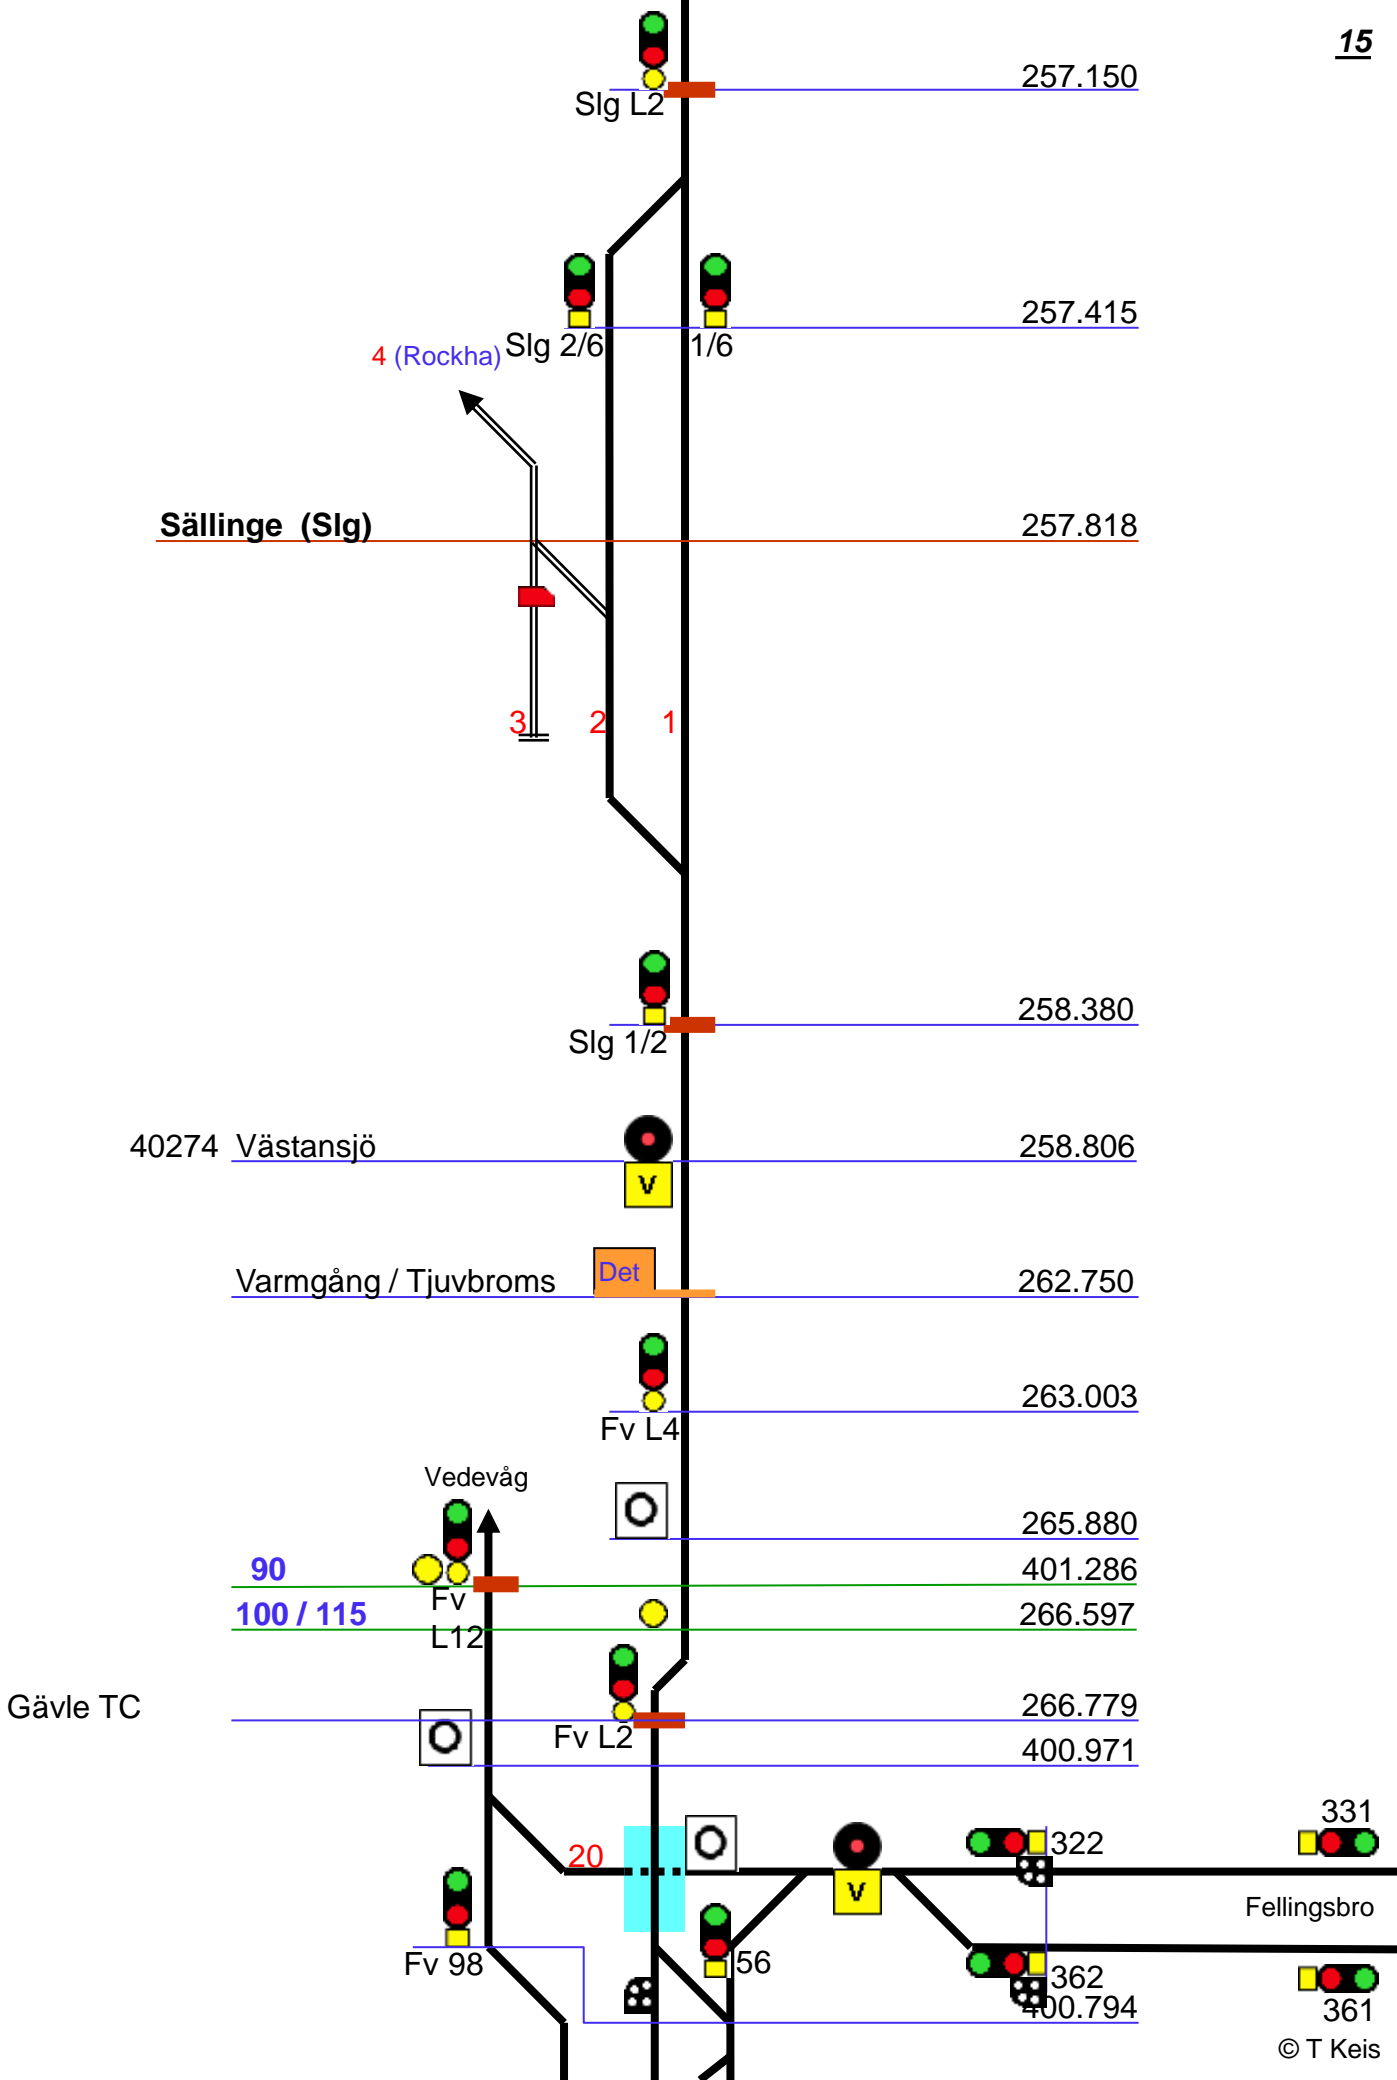 15
257.150
Slg L2
257.415
Slg 2/6
1/6
4 (Rockha)
Sällinge (Slg)
257.818
3
2
1
258.380
Slg 1/2
40274 Västansjö
258.806
V
Varmgång / Tjuvbroms
Det
262.750
263.003
Fv L4
Vedevåg
265.880
90
401.286
Fv
L12
100 / 115
266.597
Gävle TC
266.779
Fv L2
400.971
331
322
20
V
Fellingsbro
Fv 98
56
362
400.794
361
© T Keis